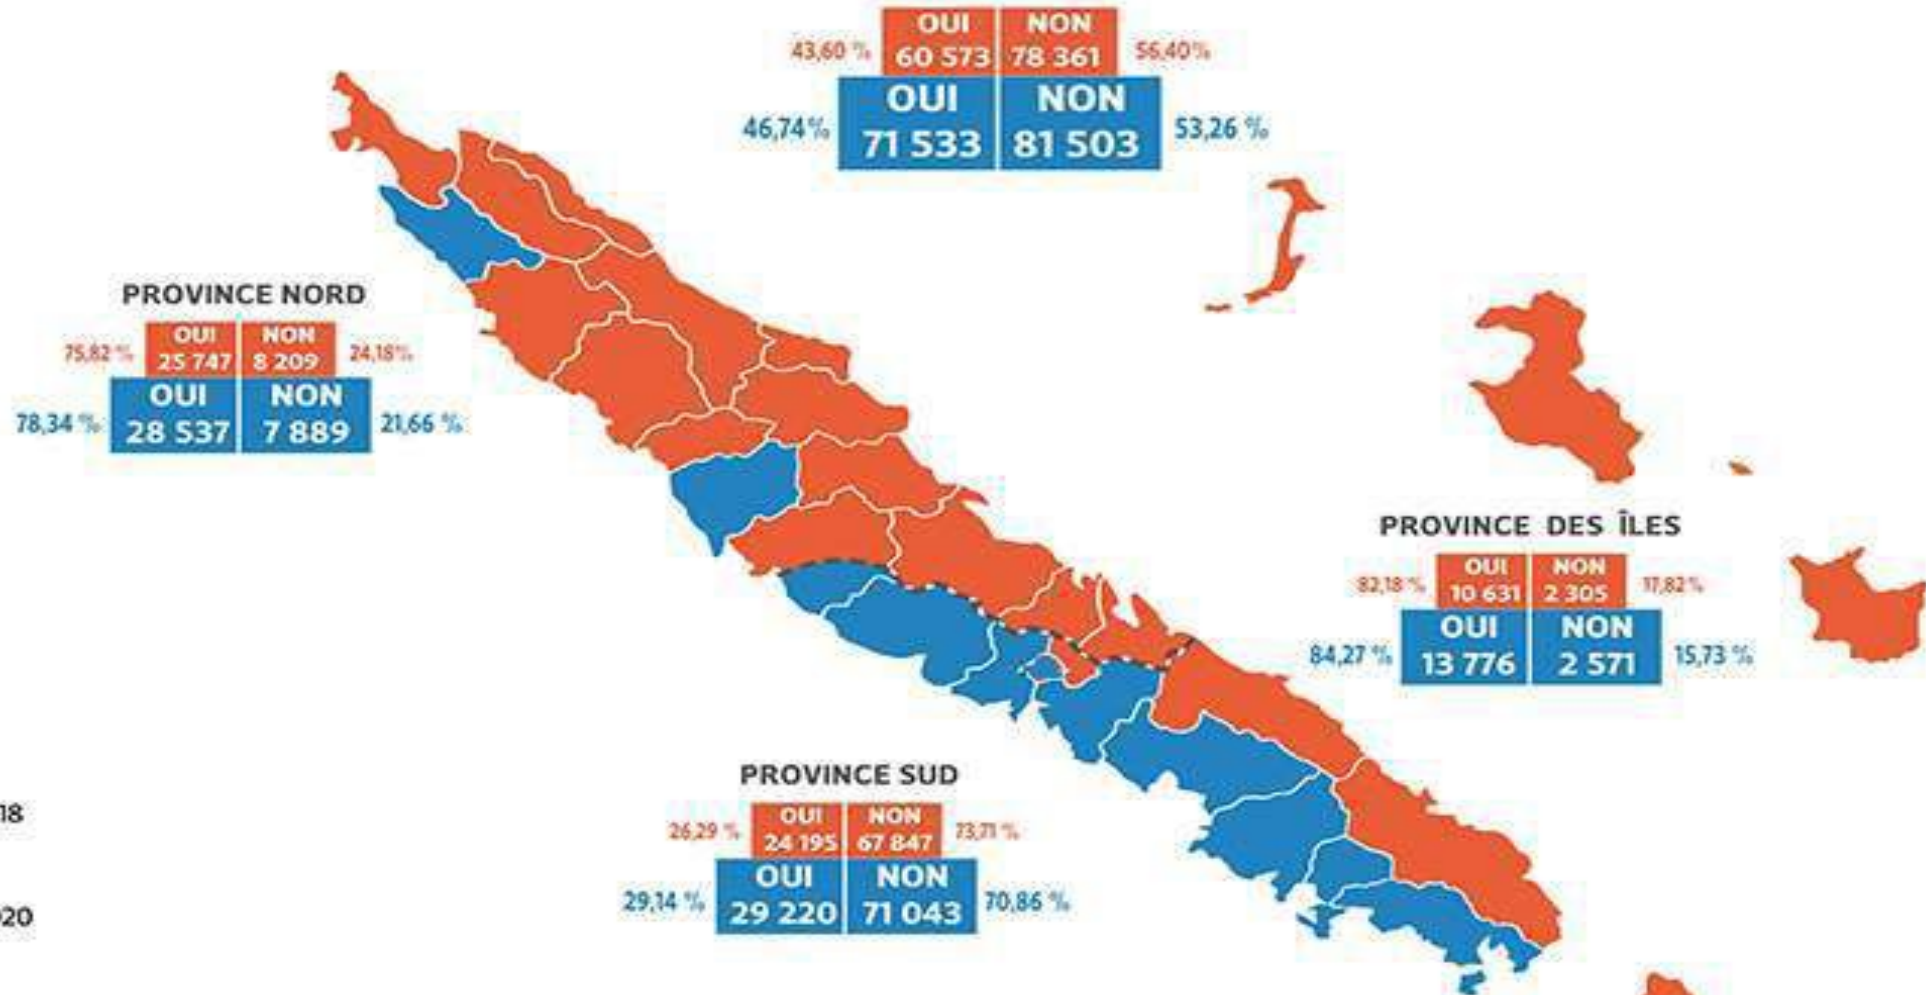 OUI NON
43,60 % 60 573 78 361 56,40%
OUI NON
46,74% 71 533 81 503 53,26 %
PROVINCE NORD
OUI NON
75,82 % 25 747 8 209 24,18%
OUI NON
78,34 % 28 537 7 889 21,66 %
PROVINCE DES ÎLES
OUI NON
82,18 % 10 631 2 305 17,82%
OUI NON
84,27 % 13 776 2 571 15,73 %
PROVINCE SUD
OUI NON
26,29 % 24 195 67 847 73,71 %
OUI NON
29,14 % 29 220 71 043 70,86 %
18
20